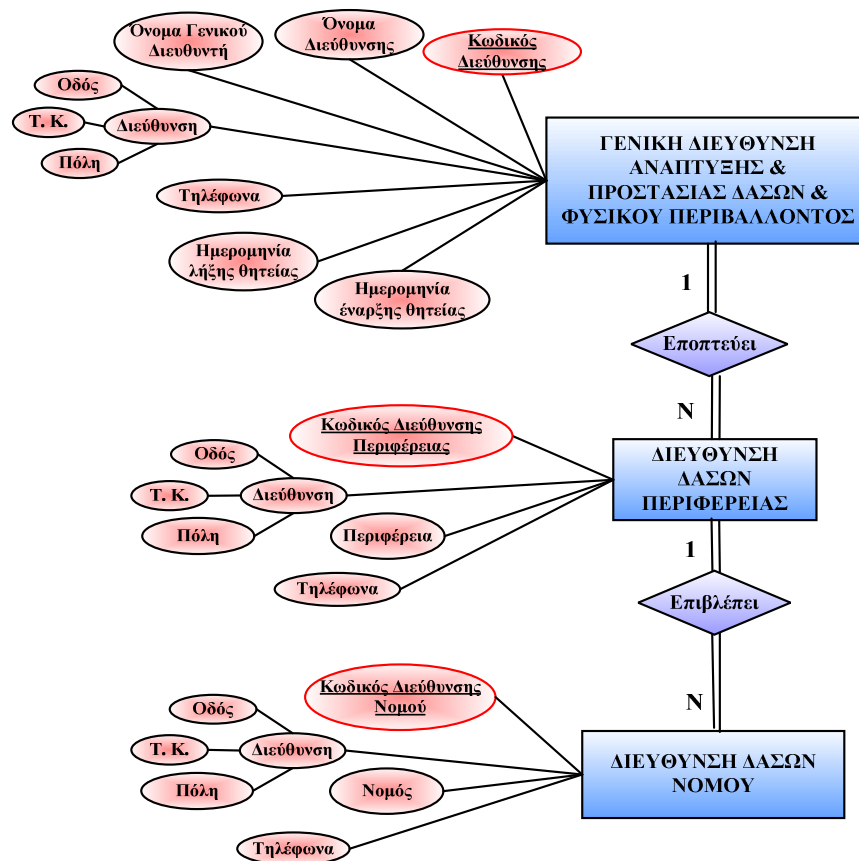 Όνομα Γενικού
Διευθυντή
Όνομα
Διεύθυνσης
Κωδικός
Διεύθυνσης
Οδός
Τ. Κ.
Διεύθυνση
Πόλη
Τηλέφωνα
Ημερομηνία
λήξης θητείας
Ημερομηνία
έναρξης θητείας
ΓΕΝΙΚΗ ΔΙΕΥΘΥΝΣΗ
ΑΝΑΠΤΥΞΗΣ &
ΠΡΟΣΤΑΣΙΑΣ ΔΑΣΩΝ &
ΦΥΣΙΚΟΥ ΠΕΡΙΒΑΛΛΟΝΤΟΣ
1
Εποπτεύει
Ν
Κωδικός Διεύθυνσης
Περιφέρειας
Οδός
Τ. Κ.
Διεύθυνση
Πόλη
Περιφέρεια
Τηλέφωνα
ΔΙΕΥΘΥΝΣΗ
ΔΑΣΩΝ
ΠΕΡΙΦΕΡΕΙΑΣ
1
Επιβλέπει
Ν
Κωδικός Διεύθυνσης
Νομού
Οδός
Τ. Κ.
Διεύθυνση
Πόλη
Νομός
Τηλέφωνα
ΔΙΕΥΘΥΝΣΗ ΔΑΣΩΝ
ΝΟΜΟΥ